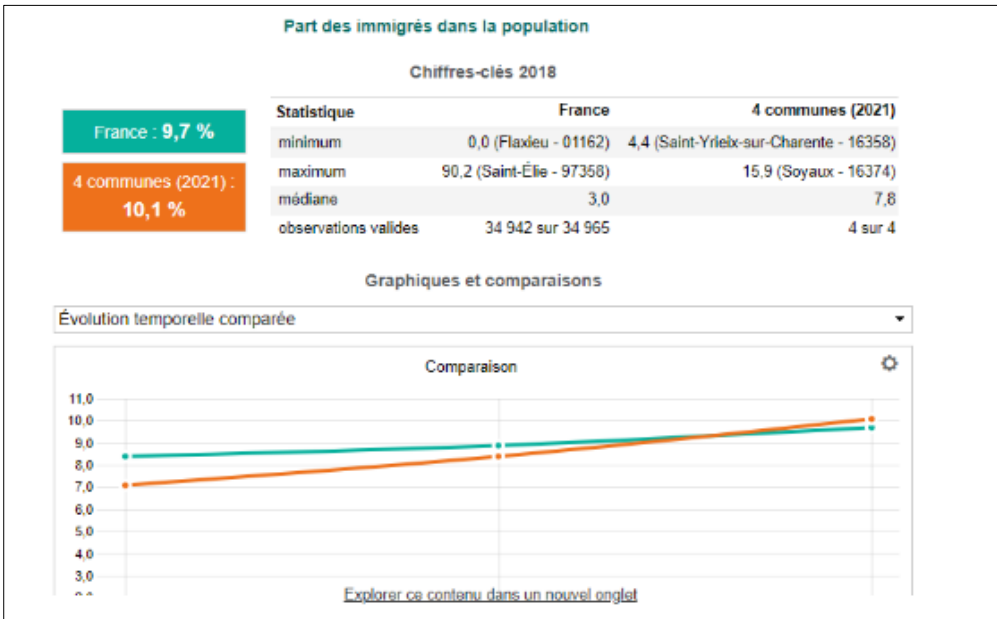 Part des immigrés dans la population
Chiffres-clés 2018
France : 9,7 %
4 communes (2021) :
10,1 %
Statistique France 4 communes (2021)
minimum 0,0 (Flaxieu - 01162) 4,4 (Saint-Yrieix-sur-Charente - 16358)
maximum 90,2 (Saint-Élie - 97358) 15,9 (Soyaux - 16374)
médiane 3,0 7,8
observations valides 34 942 sur 34 965 4 sur 4
Graphiques et comparaisons
Évolution temporelle comparée
Comparaison
11,0
10,0
9,0
8,0
7,0
6,0
5,0
4,0
3,0
Explorer ce contenu dans un nouvel onglet